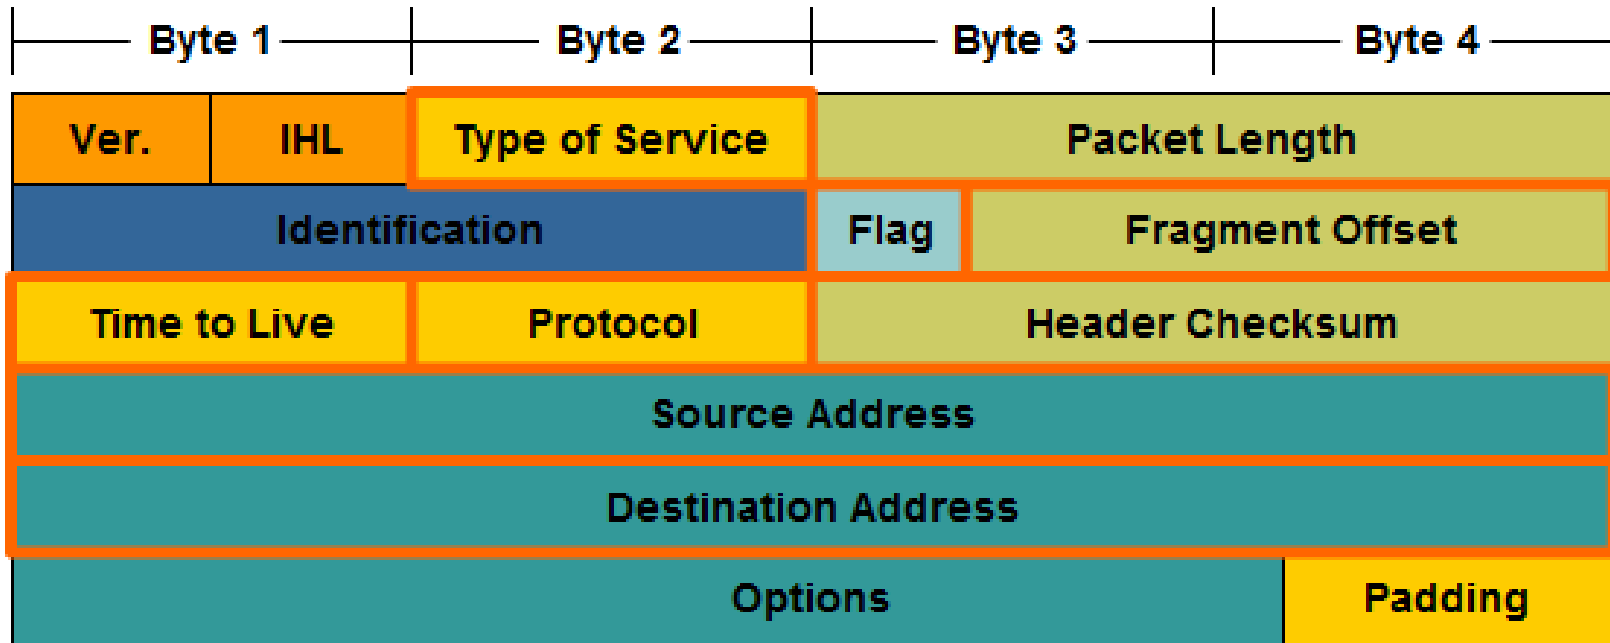 Byte 1 Byte 2 Byte 3 Byte 4
Ver. IHL Type of Service Packet Length
Identification Flag Fragment Offset
Time to Live Protocol Header Checksum
Source Address
Destination Address
Options Padding